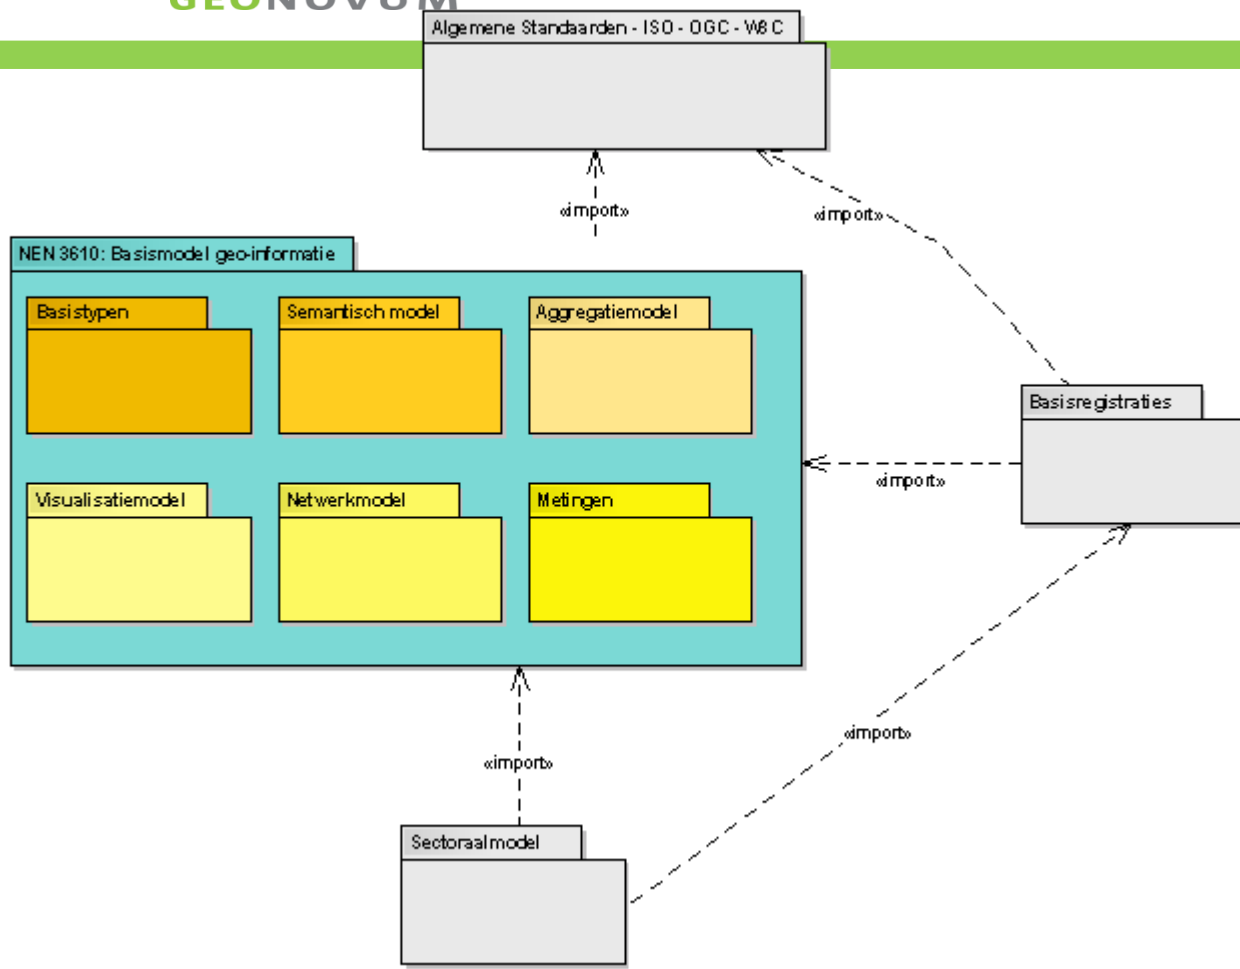 GEONOVUM
Algemene Standaarden - ISO - OGC - W3C
«import»
«import»
NEN 3610: Basismodel geo-informatie
Basistypen
Semantisch model
Aggregatiemodel
Basisregistraties
«import»
Visualisatiemodel
Netwerkmodel
Metingen
«import»
«import»
Sectoraalmodel